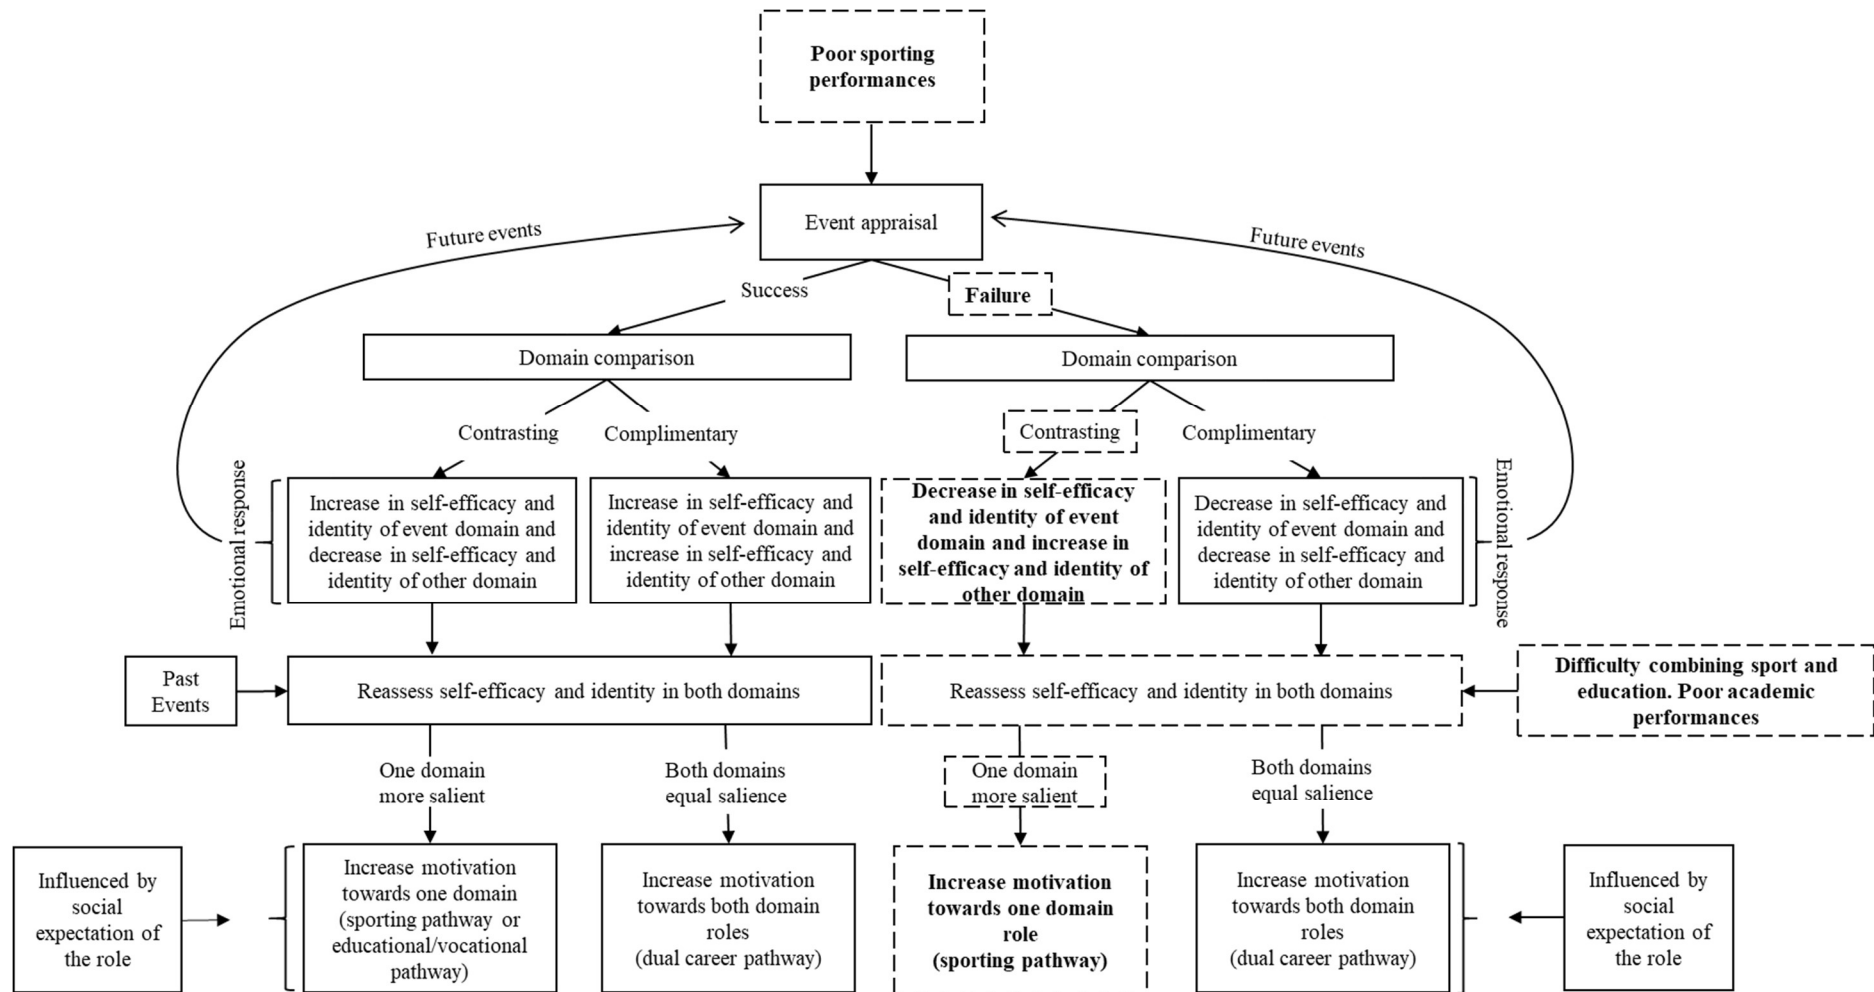 Poor sporting
performances
Event appraisal
Future events
Future events
Success
Failure
Domain comparison
Domain comparison
Contrasting
Complimentary
Contrasting
Complimentary
Emotional response
Increase in self-efficacy and
identity of event domain and
decrease in self-efficacy and
identity of other domain
Increase in self-efficacy and
identity of event domain and
increase in self-efficacy and
identity of other domain
Decrease in self-efficacy
and identity of event
domain and increase in
self-efficacy and identity of
other domain
Decrease in self-efficacy and
identity of event domain and
decrease in self-efficacy and
identity of other domain
Emotional response
Past
Events
Reassess self-efficacy and identity in both domains
Reassess self-efficacy and identity in both domains
Difficulty combining sport and
education. Poor academic
performances
One domain
more salient
Both domains
equal salience
One domain
more salient
Both domains
equal salience
Influenced by
social
expectation of
the role
Increase motivation
towards one domain
(sporting pathway or
educational/vocational
pathway)
Increase motivation
towards both domain
roles
(dual career pathway)
Increase motivation
towards one domain
role
(sporting pathway)
Increase motivation
towards both domain
roles
(dual career pathway)
Influenced by
social
expectation of
the role